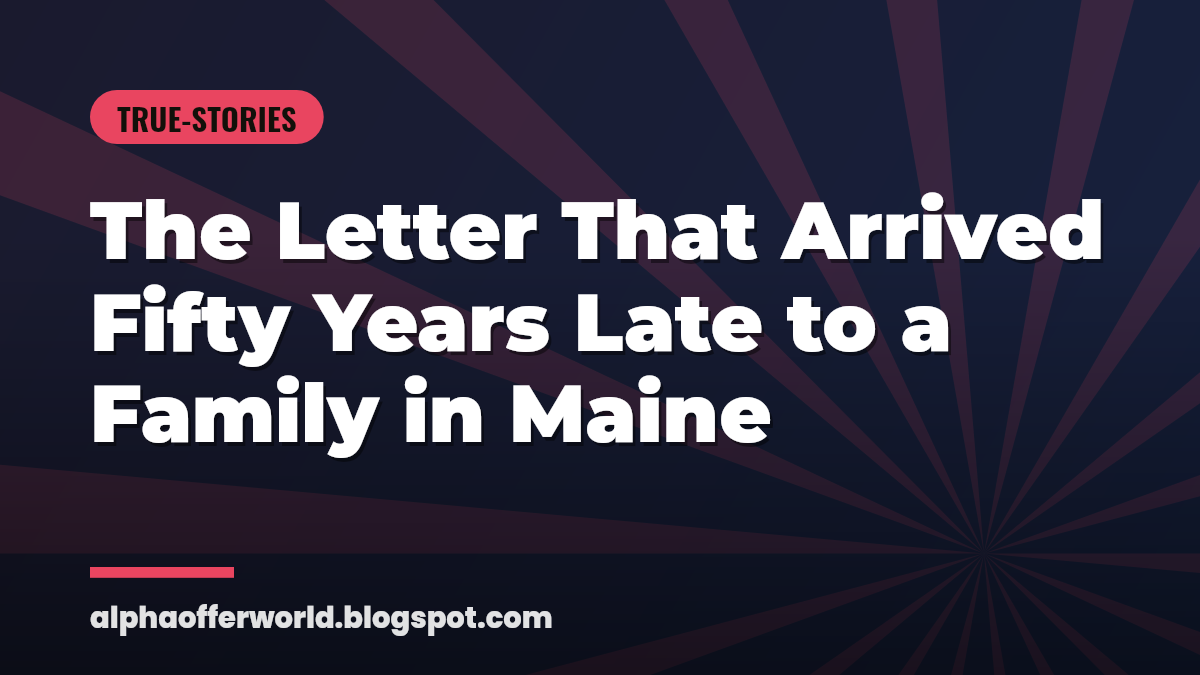 TRUE-STORIES
The Letter That Arrived
Fifty Years Late to a
Family in Maine
alphaofferworld.blogspot.com